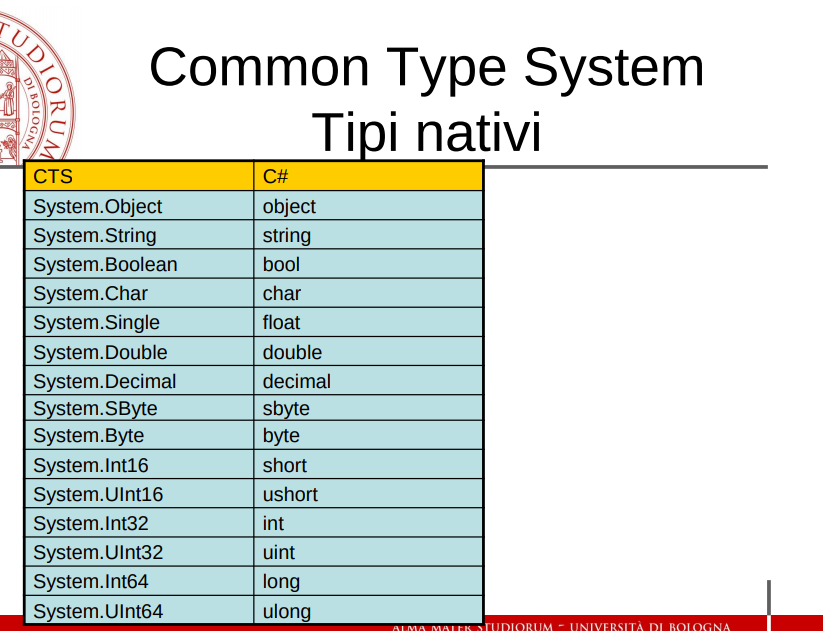 STUDIORUM
DI BOLOGNA
Common Type System
Tipi nativi
CTS C#
System.Object object
System.String string
System.Boolean bool
System.Char char
System.Single float
System.Double double
System.Decimal decimal
System.SByte sbyte
System.Byte byte
System.Int16 short
System.UInt16 ushort
System.Int32 int
System.UInt32 uint
System.Int64 long
System.UInt64 ulong
ALMA MATER STUDIORUM ~ UNIVERSITÀ DI BOLOGNA